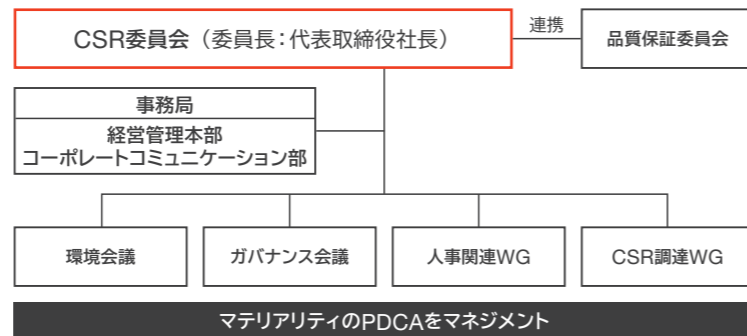 CSR委員会（委員長：代表取締役社長）
連携
品質保証委員会
事務局
経営管理本部
コーポレートコミュニケーション部
環境会議
ガバナンス会議
人事関連WG
CSR調達WG
マテリアリティのPDCAをマネジメント